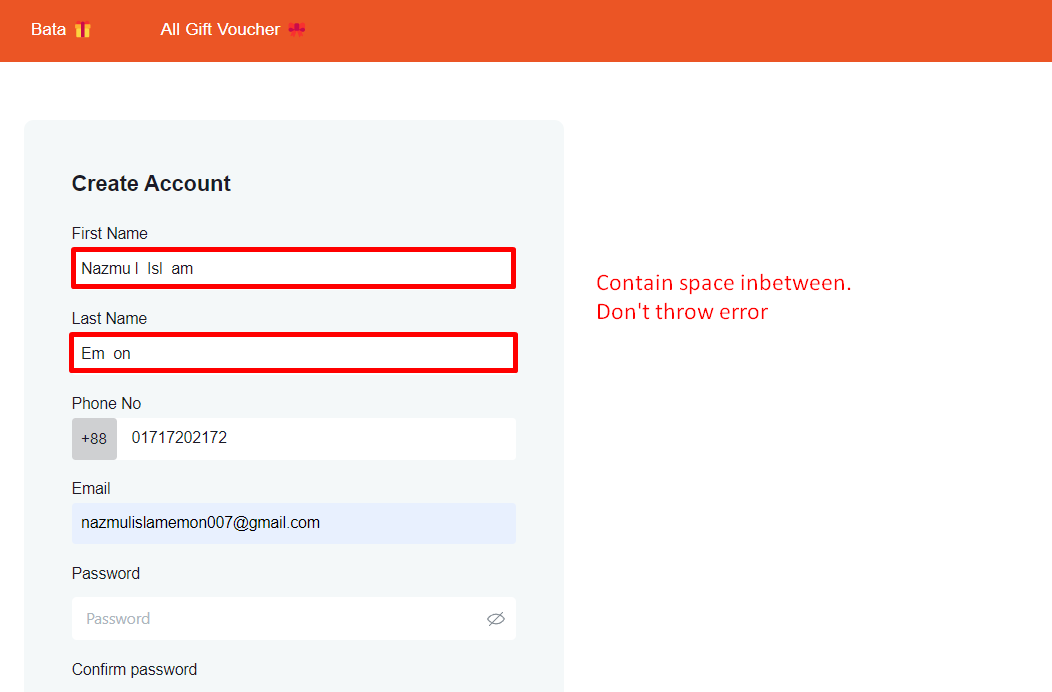 Bata All Gift Voucher
Create Account
First Name
Nazmu l  Isl  am
Contain space inbetween.
Don't throw error
Last Name
Em  on
Phone No
+88 01717202172
Email
nazmulislamemon007@gmail.com
Password
Password
Confirm password